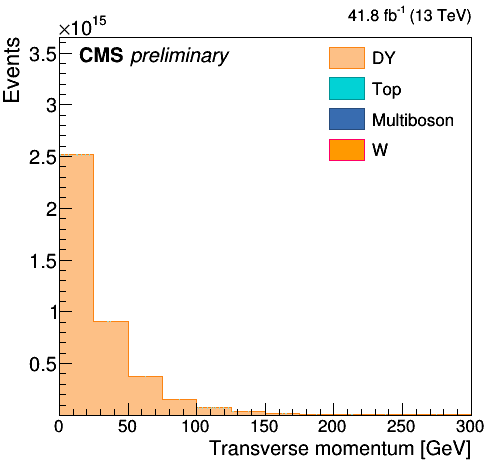 41.8 fb⁻¹ (13 TeV)
×10¹⁵
CMS preliminary
Events
3.5
3
2.5
2
1.5
1
0.5
DY
Top
Multiboson
W
0 50 100 150 200 250 300
Transverse momentum [GeV]